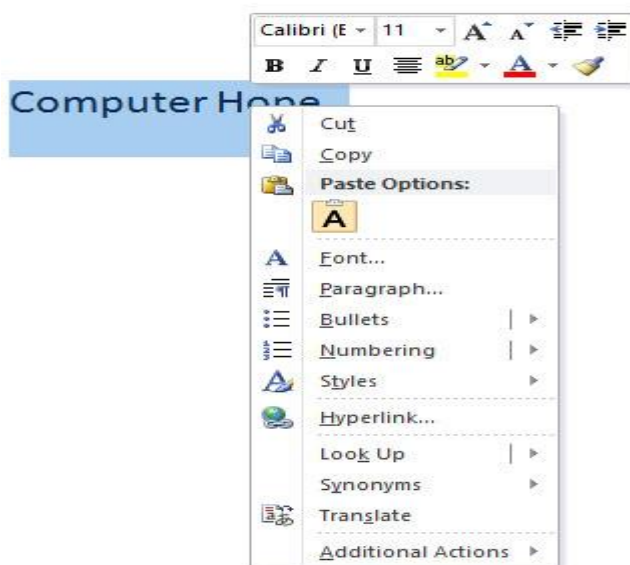 Calibri (E 11 A A
B I U ab A
Computer Hope
Cut
Copy
Paste Options:
A
Font...
Paragraph...
Bullets
Numbering
Styles
Hyperlink...
Look Up
Synonyms
Translate
Additional Actions